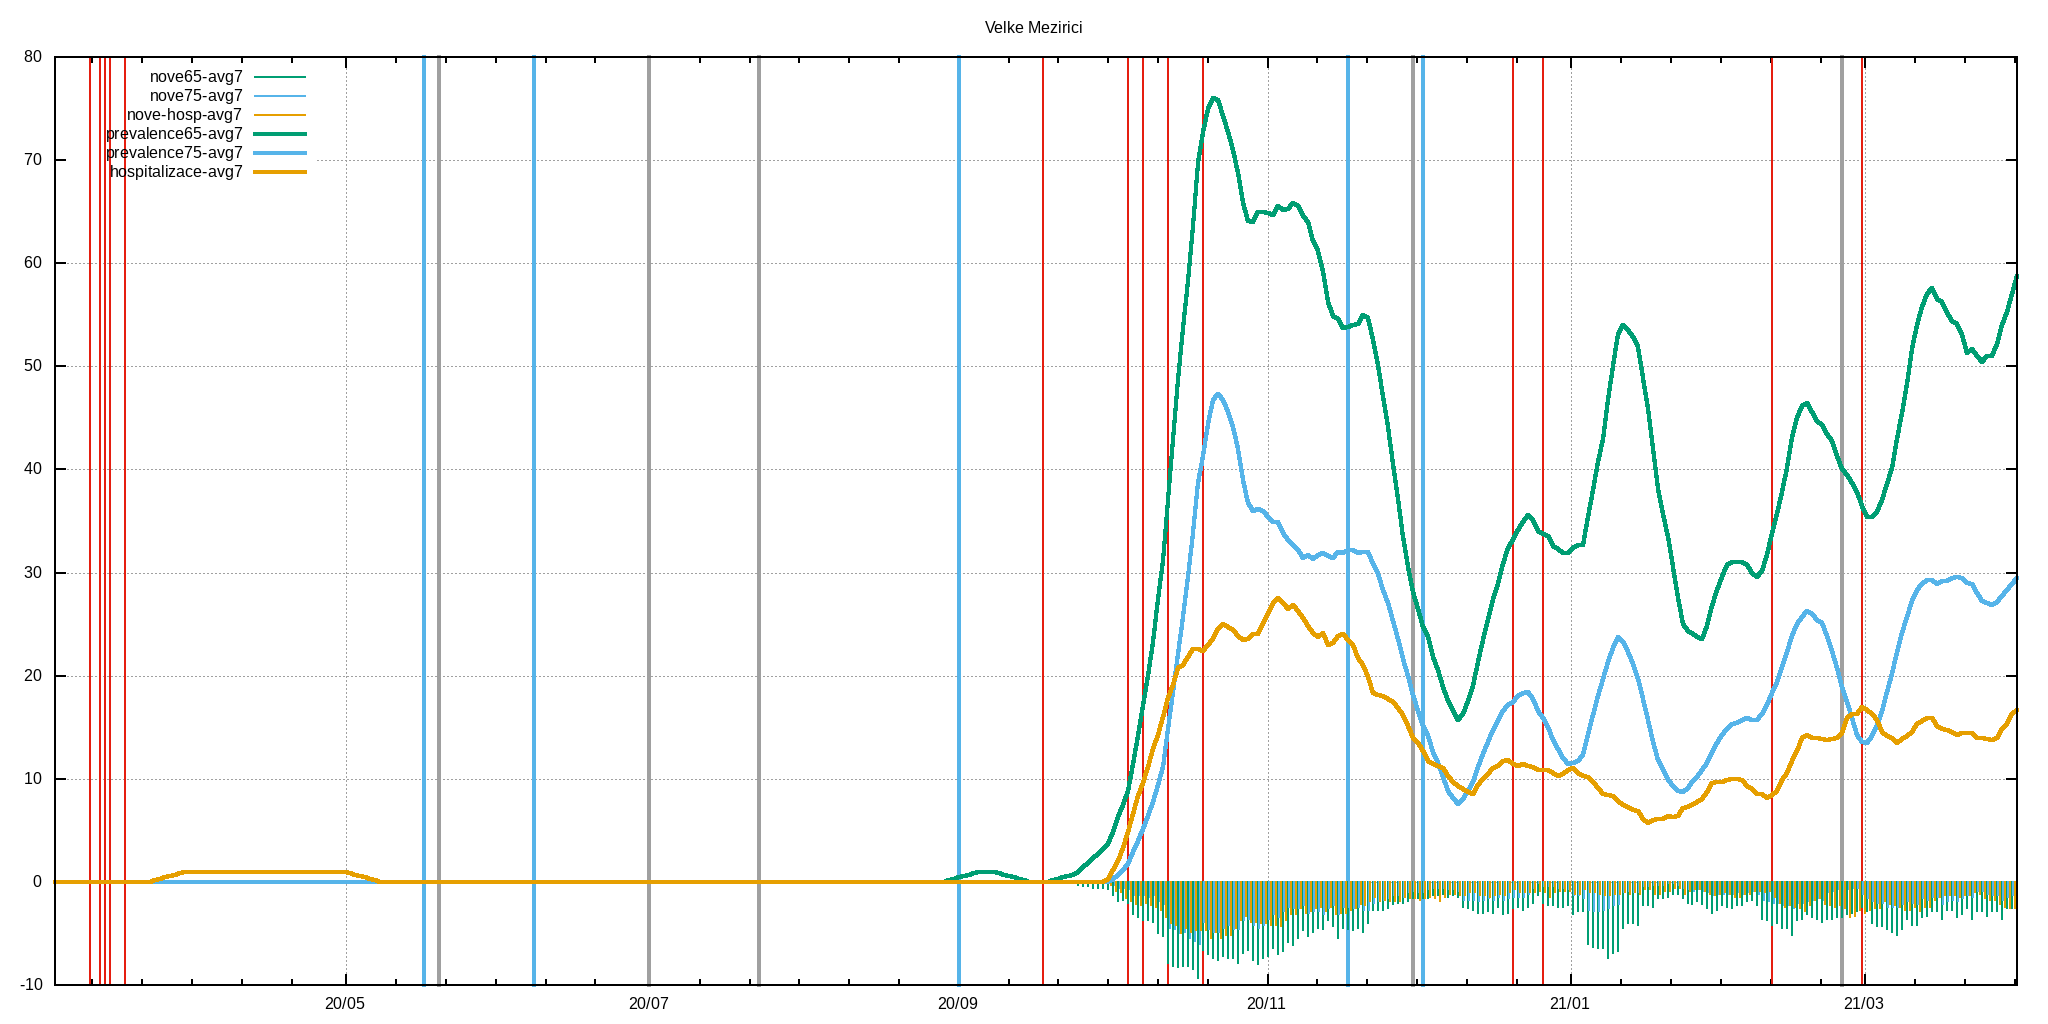 Velke Mezirici
80
70
60
50
40
30
20
10
0
-10
nove65-avg7
nove75-avg7
nove-hosp-avg7
prevalence65-avg7
prevalence75-avg7
hospitalizace-avg7
20/05
20/07
20/09
20/11
21/01
21/03